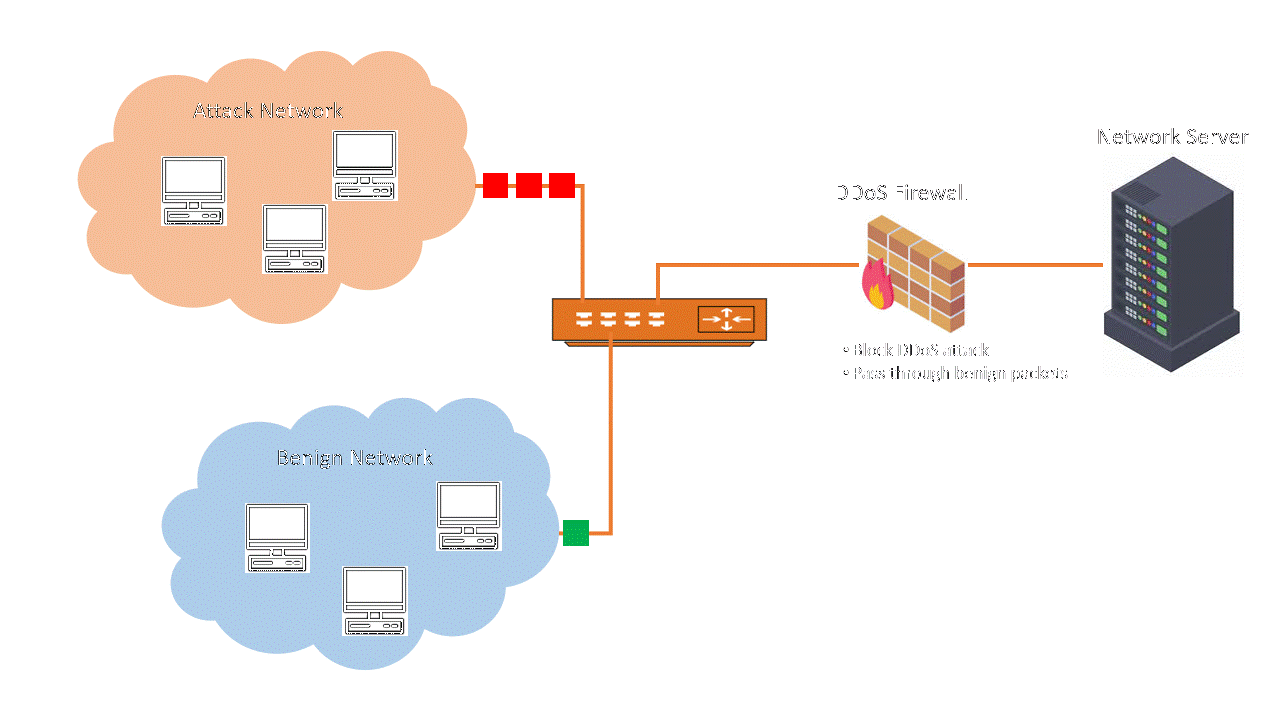 Attack Network
Network Server
DDoS Firewall
• Block DDoS attack
• Pass through benign packets
Benign Network